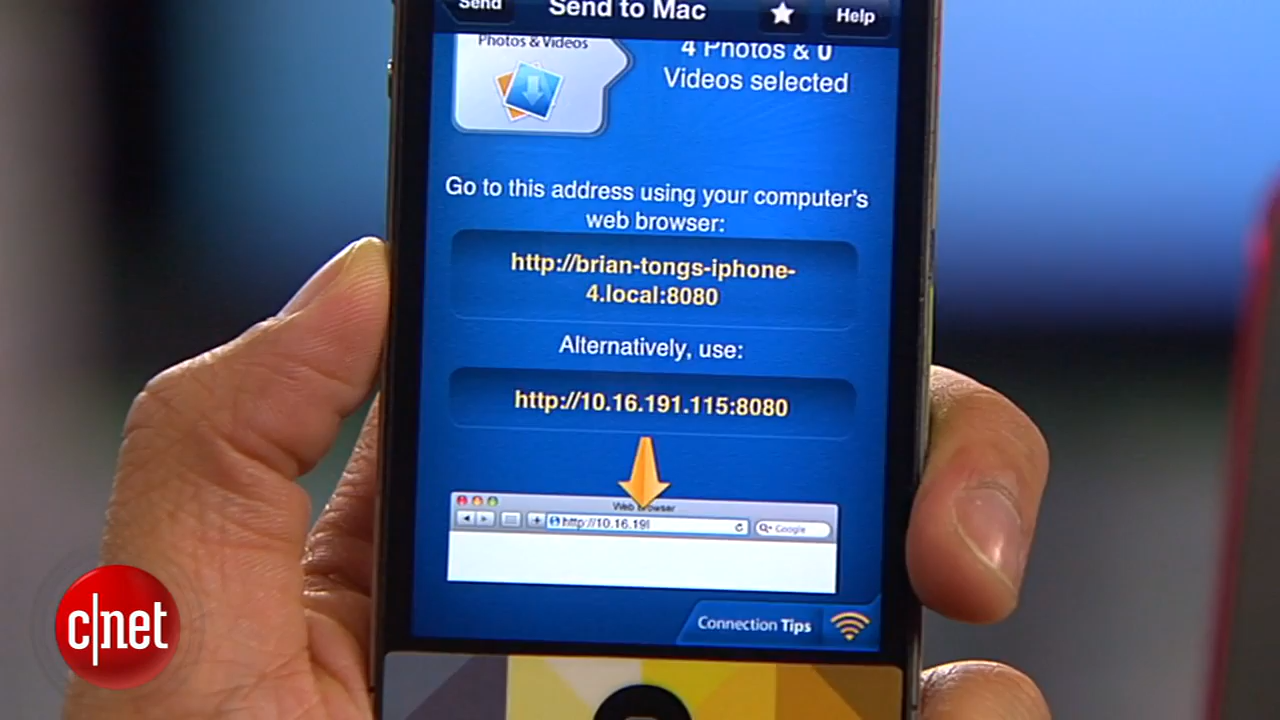 Send
Send to Mac
Help
Photos & Videos
4 Photos & 0
Videos selected
Go to this address using your computer's
web browser:
http://brian-tongs-iphone-
4.local:8080
Alternatively, use:
http://10.16.191.115:8080
Web Browser
http://10.16.19
Google
Connection Tips
c|net